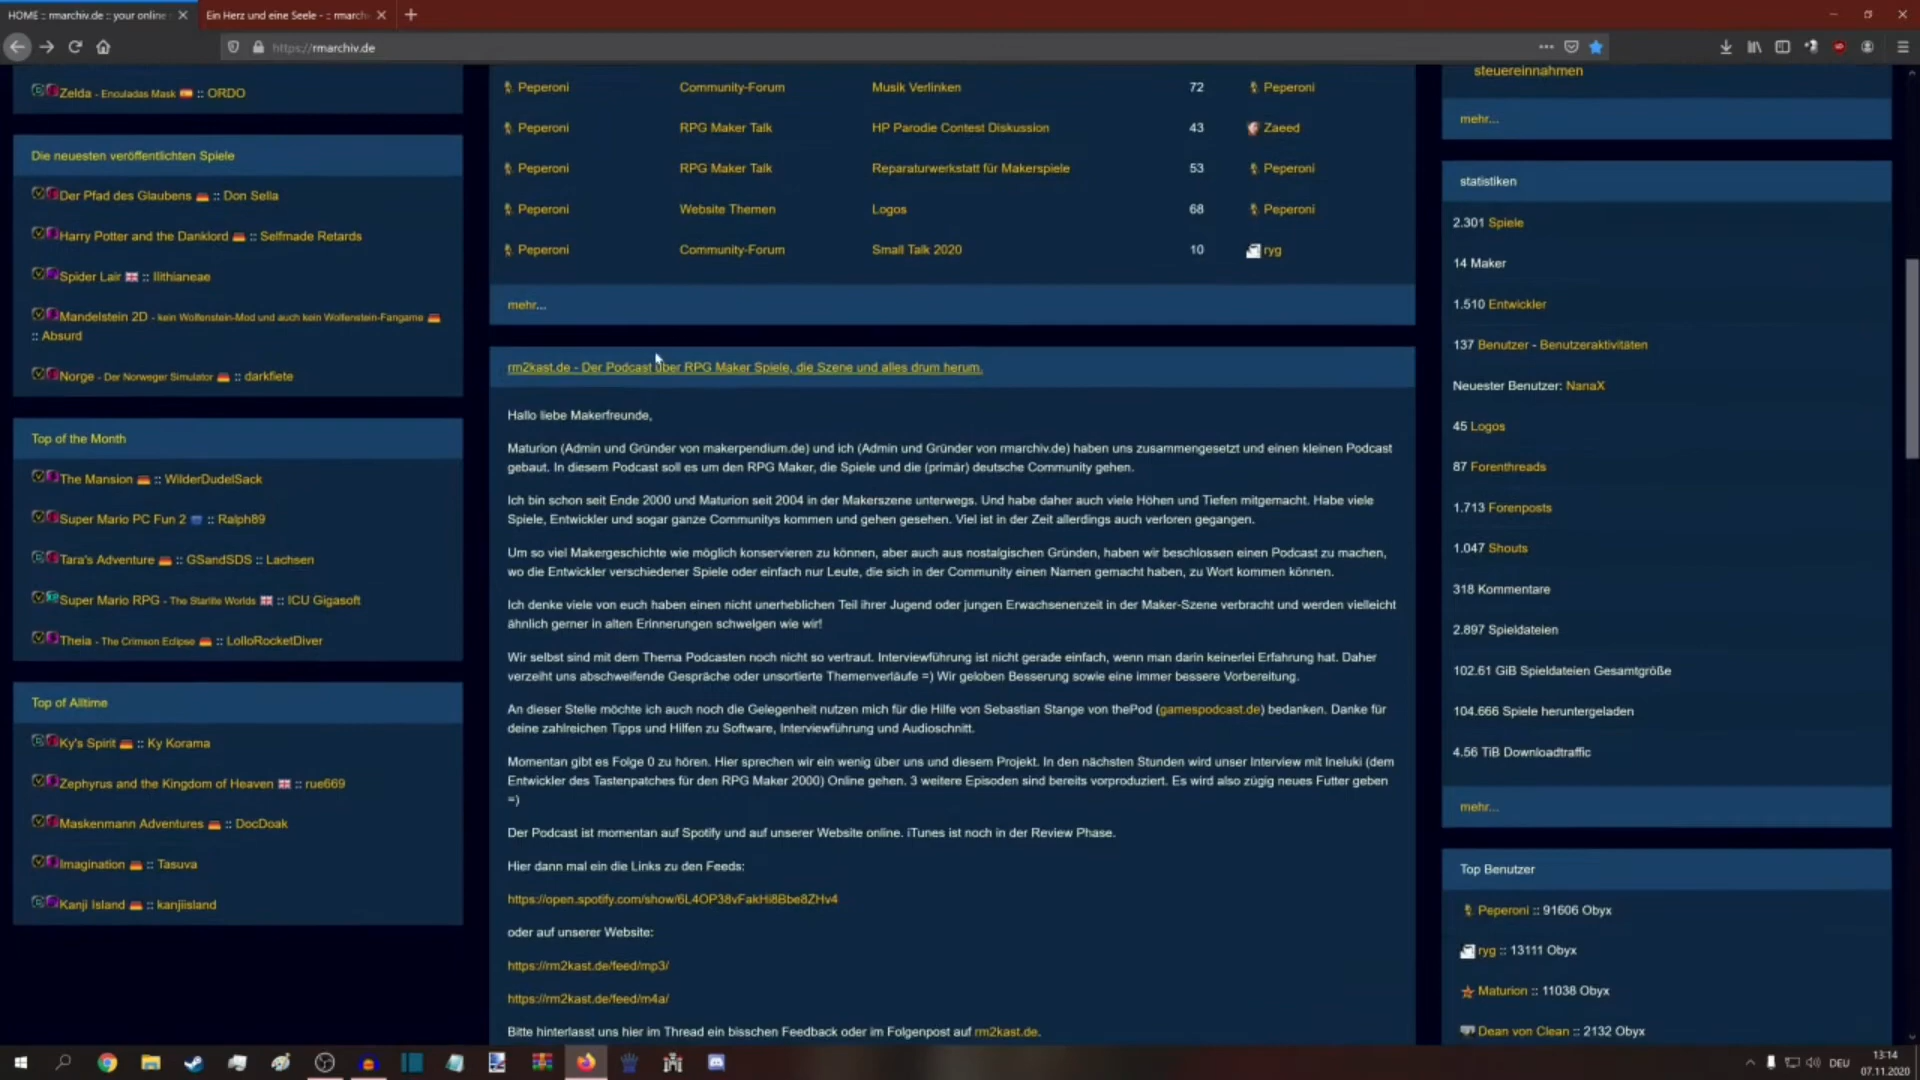 HOME :: rmarchiv.de :: your online
Ein Herz und eine Seele - :: rmarch
https://rmarchiv.de
Zelda - Enouladas Mask :: ORDO
Die neuesten veröffentlichten Spiele
Der Pfad des Glaubens :: Don Sella
Harry Potter and the Danklord :: Selfmade Retards
Spider Lair :: Ilithianeae
Mandelstein 2D - kein Wolfenstein-Mod und auch kein Wolfenstein-Fangame
:: Absurd
Norge - Der Norweger Simulator :: darkfiete
Top of the Month
The Mansion :: WilderDudelSack
Super Mario PC Fun 2 :: Ralph89
Tara's Adventure :: GSandSDS :: Lachsen
Super Mario RPG - The Starlite Worlds :: ICU Gigasoft
Theia - The Crimson Eclipse :: LolloRocketDiver
Top of Alltime
Ky's Spirit :: Ky Korama
Zephyrus and the Kingdom of Heaven :: rue669
Maskenmann Adventures :: DocDoak
Imagination :: Tasuva
Kanji Island :: kanjiisland
Peperoni Community-Forum Musik Verlinken 72 Peperoni
Peperoni RPG Maker Talk HP Parodie Contest Diskussion 43 Zaeed
Peperoni RPG Maker Talk Reparaturwerkstatt für Makerspiele 53 Peperoni
Peperoni Website Themen Logos 68 Peperoni
Peperoni Community-Forum Small Talk 2020 10 ryg
mehr...
rm2kast.de - Der Podcast über RPG Maker Spiele, die Szene und alles drum herum.
Hallo liebe Makerfreunde,
Maturion (Admin und Gründer von makerpendium.de) und ich (Admin und Gründer von rmarchiv.de) haben uns zusammengesetzt und einen kleinen Podcast
gebaut. In diesem Podcast soll es um den RPG Maker, die Spiele und die (primär) deutsche Community gehen.
Ich bin schon seit Ende 2000 und Maturion seit 2004 in der Makerszene unterwegs. Und habe daher auch viele Höhen und Tiefen mitgemacht. Habe viele
Spiele, Entwickler und sogar ganze Communitys kommen und gehen gesehen. Viel ist in der Zeit allerdings auch verloren gegangen.
Um so viel Makergeschichte wie möglich konservieren zu können, aber auch aus nostalgischen Gründen, haben wir beschlossen einen Podcast zu machen,
wo die Entwickler verschiedener Spiele oder einfach nur Leute, die sich in der Community einen Namen gemacht haben, zu Wort kommen können.
Ich denke viele von euch haben einen nicht unerheblichen Teil ihrer Jugend oder jungen Erwachsenenzeit in der Maker-Szene verbracht und werden vielleicht
ähnlich gerner in alten Erinnerungen schwelgen wie wir!
Wir selbst sind mit dem Thema Podcasten noch nicht so vertraut. Interviewführung ist nicht gerade einfach, wenn man darin keinerlei Erfahrung hat. Daher
verzeiht uns abschweifende Gespräche oder unsortierte Themenverläufe =) Wir geloben Besserung sowie eine immer bessere Vorbereitung.
An dieser Stelle möchte ich auch noch die Gelegenheit nutzen mich für die Hilfe von Sebastian Stange von thePod (gamespodcast.de) bedanken. Danke für
deine zahlreichen Tipps und Hilfen zu Software, Interviewführung und Audioschnitt.
Momentan gibt es Folge 0 zu hören. Hier sprechen wir ein wenig über uns und diesem Projekt. In den nächsten Stunden wird unser Interview mit Ineluki (dem
Entwickler des Tastenpatches für den RPG Maker 2000) Online gehen. 3 weitere Episoden sind bereits vorproduziert. Es wird also zügig neues Futter geben
=)
Der Podcast ist momentan auf Spotify und auf unserer Website online. iTunes ist noch in der Review Phase.
Hier dann mal ein die Links zu den Feeds:
https://open.spotify.com/show/6L4OP38vFakHi8Bbe8ZHv4
oder auf unserer Website:
https://rm2kast.de/feed/mp3/
https://rm2kast.de/feed/m4a/
Bitte hinterlasst uns hier im Thread ein bisschen Feedback oder im Folgenpost auf rm2kast.de.
steuereinnahmen
mehr...
statistiken
2.301 Spiele
14 Maker
1.510 Entwickler
137 Benutzer - Benutzeraktivitäten
Neuester Benutzer: NanaX
45 Logos
87 Forenthreads
1.713 Forenposts
1.047 Shouts
318 Kommentare
2.897 Spieldateien
102.61 GiB Spieldateien Gesamtgröße
104.666 Spiele heruntergeladen
4.56 TiB Downloadtraffic
mehr...
Top Benutzer
Peperoni :: 91606 Obyx
ryg :: 13111 Obyx
Maturion :: 11038 Obyx
Dean von Clean :: 2132 Obyx
DEU
13:14
07.11.2020